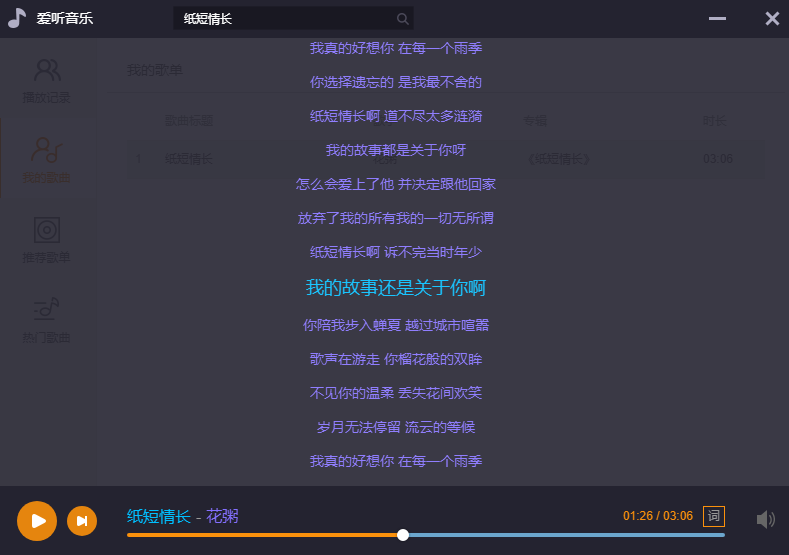 爱听音乐
纸短情长
我真的好想你 在每一个雨季
我的歌单
播放记录
你选择遗忘的 是我最不舍的
歌曲标题 专辑 时长
纸短情长啊 道不尽太多涟漪
我的故事都是关于你呀
1 纸短情长 花粥 《纸短情长》 03:06
我的歌曲
怎么会爱上了他 并决定跟他回家
放弃了我的所有我的一切无所谓
纸短情长啊 诉不完当时年少
推荐歌单
我的故事还是关于你啊
你陪我步入蝉夏 越过城市喧嚣
热门歌曲
歌声在游走 你榴花般的双眸
不见你的温柔 丢失花间欢笑
岁月无法停留 流云的等候
我真的好想你 在每一个雨季
纸短情长 - 花粥
01:26 / 03:06 词